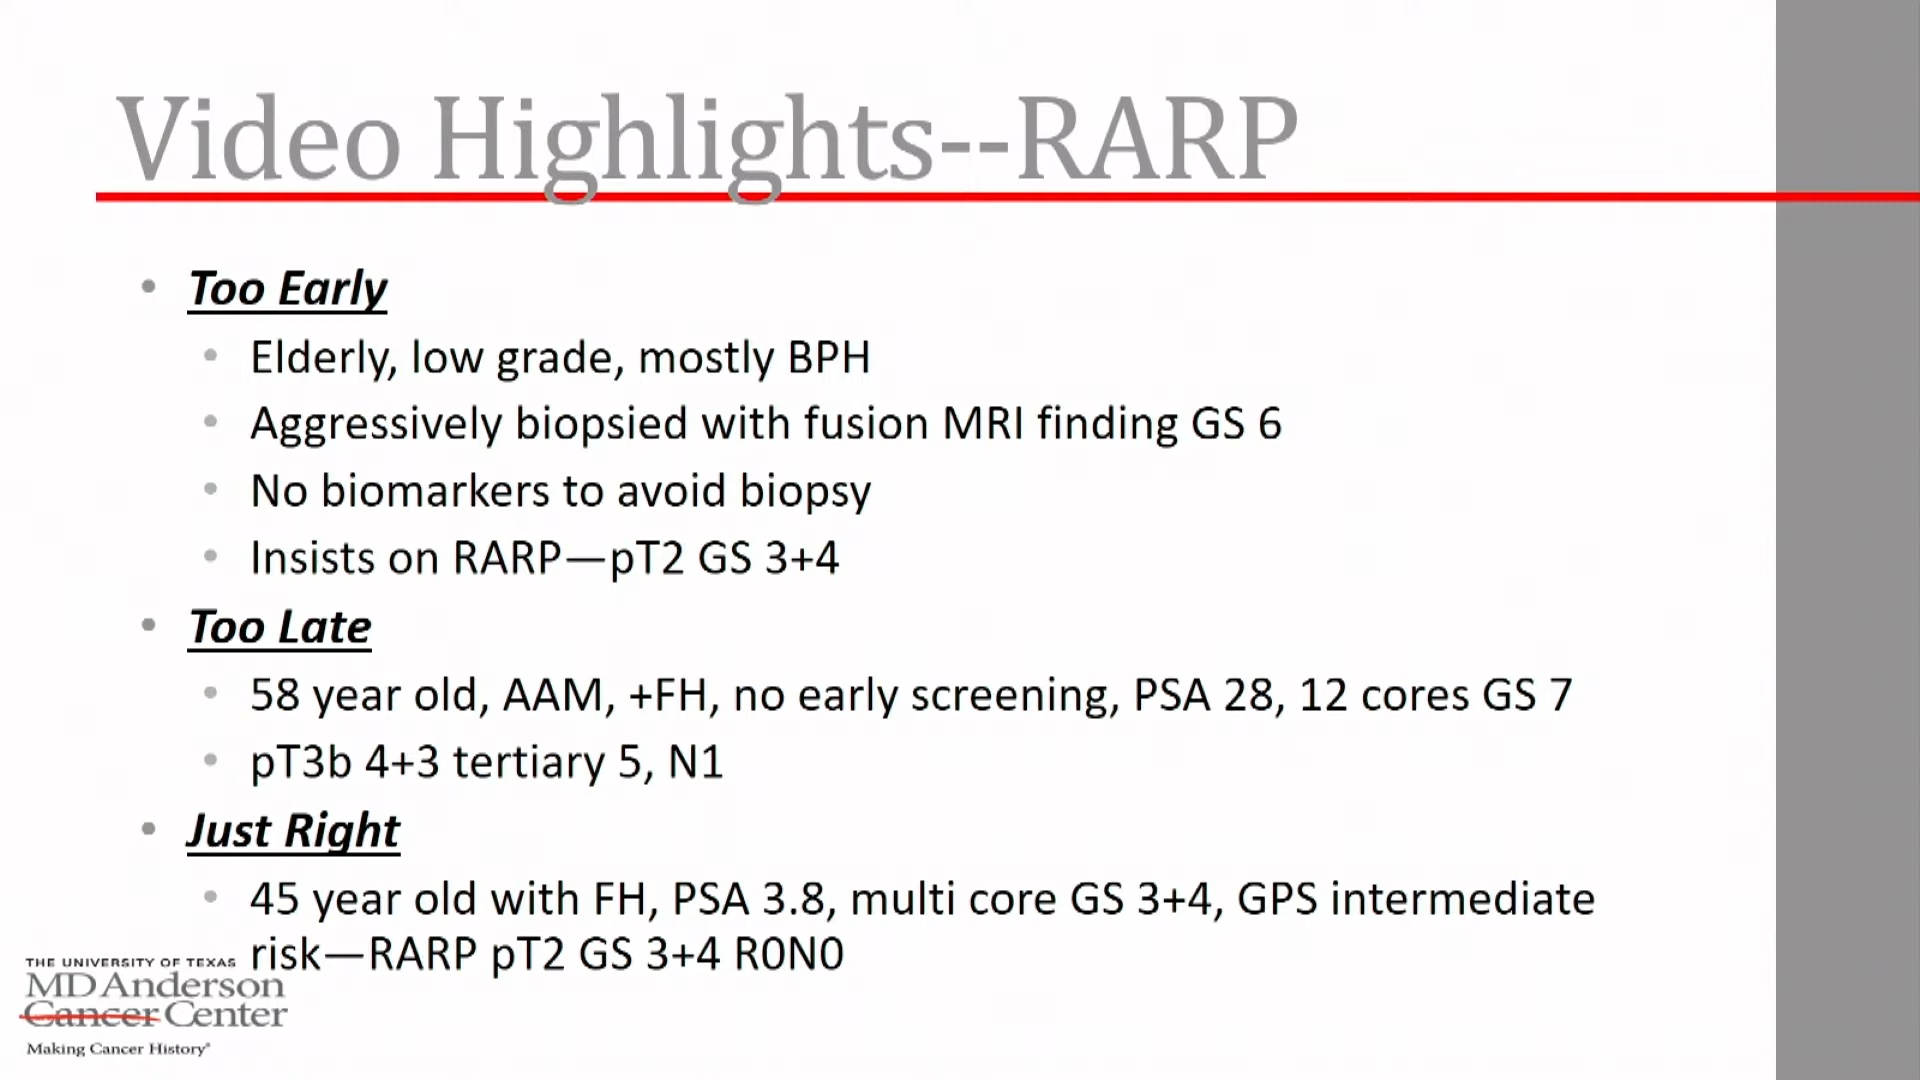 Video Highlights--RARP
Too Early
Elderly, low grade, mostly BPH
Aggressively biopsied with fusion MRI finding GS 6
No biomarkers to avoid biopsy
Insists on RARP—pT2 GS 3+4
Too Late
58 year old, AAM, +FH, no early screening, PSA 28, 12 cores GS 7
pT3b 4+3 tertiary 5, N1
Just Right
45 year old with FH, PSA 3.8, multi core GS 3+4, GPS intermediate
risk—RARP pT2 GS 3+4 R0N0
THE UNIVERSITY OF TEXAS
MD Anderson
Cancer Center
Making Cancer History®